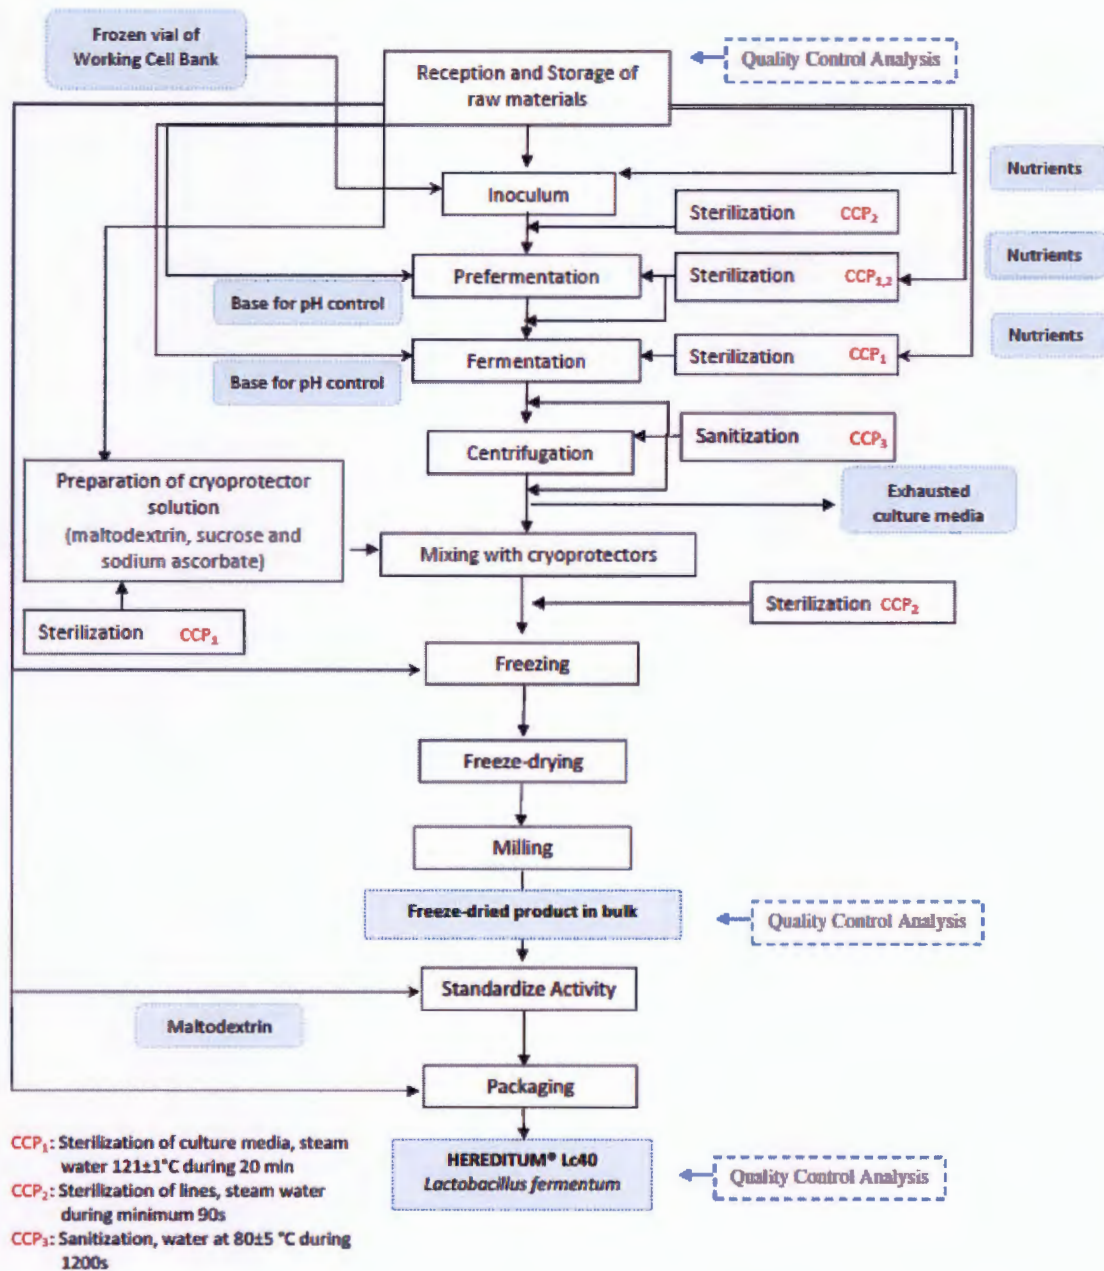 Frozen vial of
Working Cell Bank
Reception and Storage of
raw materials
Quality Control Analysis
Nutrients
Inoculum
Sterilization CCP₂
Nutrients
Prefermentation
Sterilization CCP₁,₂
Base for pH control
Nutrients
Fermentation
Sterilization CCP₁
Base for pH control
Centrifugation
Sanitization CCP₃
Preparation of cryoprotector
solution
(maltodextrin, sucrose and
sodium ascorbate)
Exhausted
culture media
Mixing with cryoprotectors
Sterilization CCP₂
Sterilization CCP₁
Freezing
Freeze-drying
Milling
Freeze-dried product in bulk
Quality Control Analysis
Standardize Activity
Maltodextrin
Packaging
CCP₁: Sterilization of culture media, steam
water 121±1°C during 20 min
CCP₂: Sterilization of lines, steam water
during minimum 90s
CCP₃: Sanitization, water at 80±5 °C during
1200s
HEREDITUM® Lc40
Lactobacillus fermentum
Quality Control Analysis